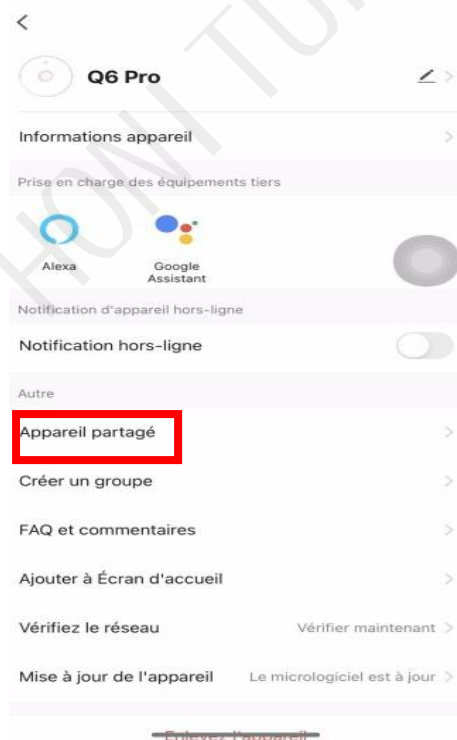 Q6 Pro
Informations appareil
Prise en charge des équipements tiers
Alexa
Google
Assistant
Notification d'appareil hors-ligne
Notification hors-ligne
Autre
Appareil partagé
Créer un groupe
FAQ et commentaires
Ajouter à Écran d'accueil
Vérifiez le réseau Vérifier maintenant
Mise à jour de l'appareil Le micrologiciel est à jour
Enlevez l'appareil